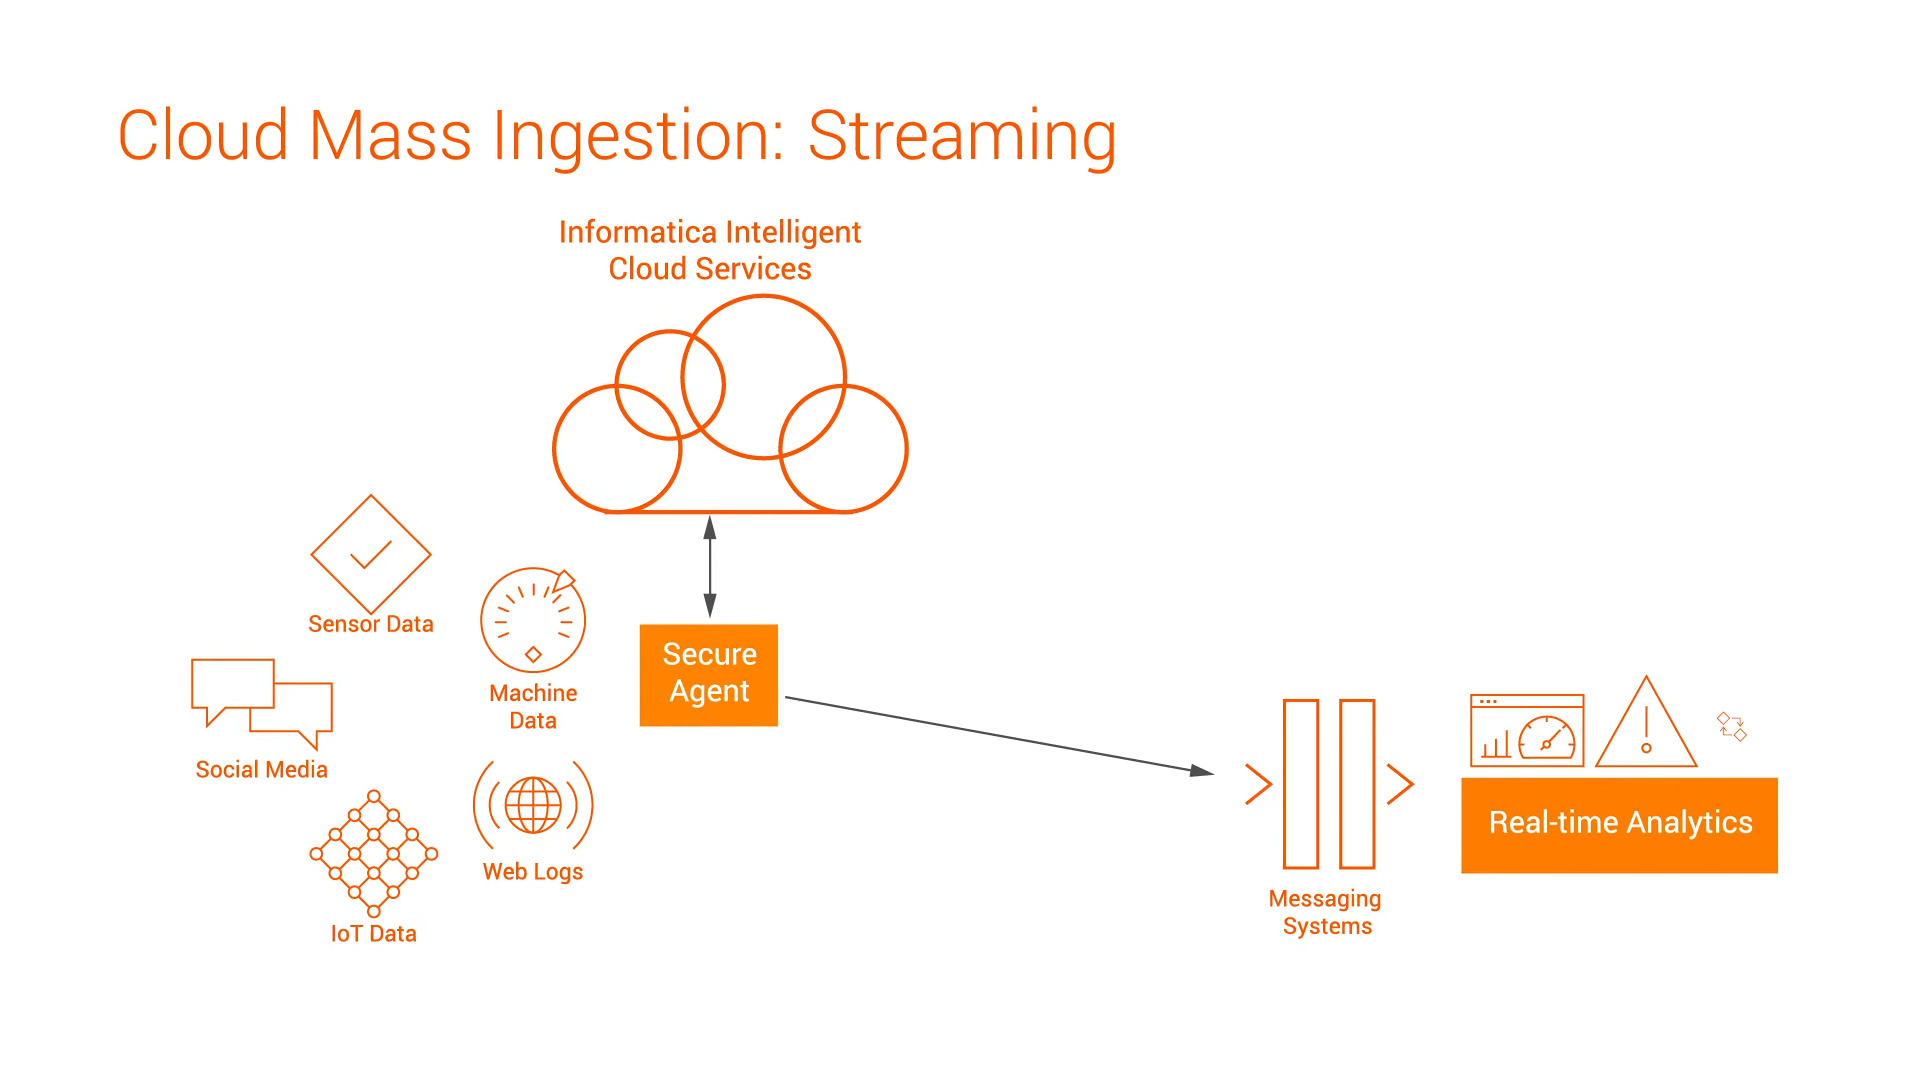 Cloud Mass Ingestion: Streaming
Informatica Intelligent
Cloud Services
Sensor Data
Machine
Data
Secure
Agent
Social Media
Web Logs
IoT Data
Messaging
Systems
Real-time Analytics